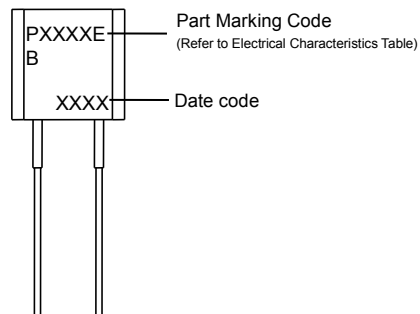 PXXXXE
B
XXXX
Part Marking Code
(Refer to Electrical Characteristics Table)
Date code